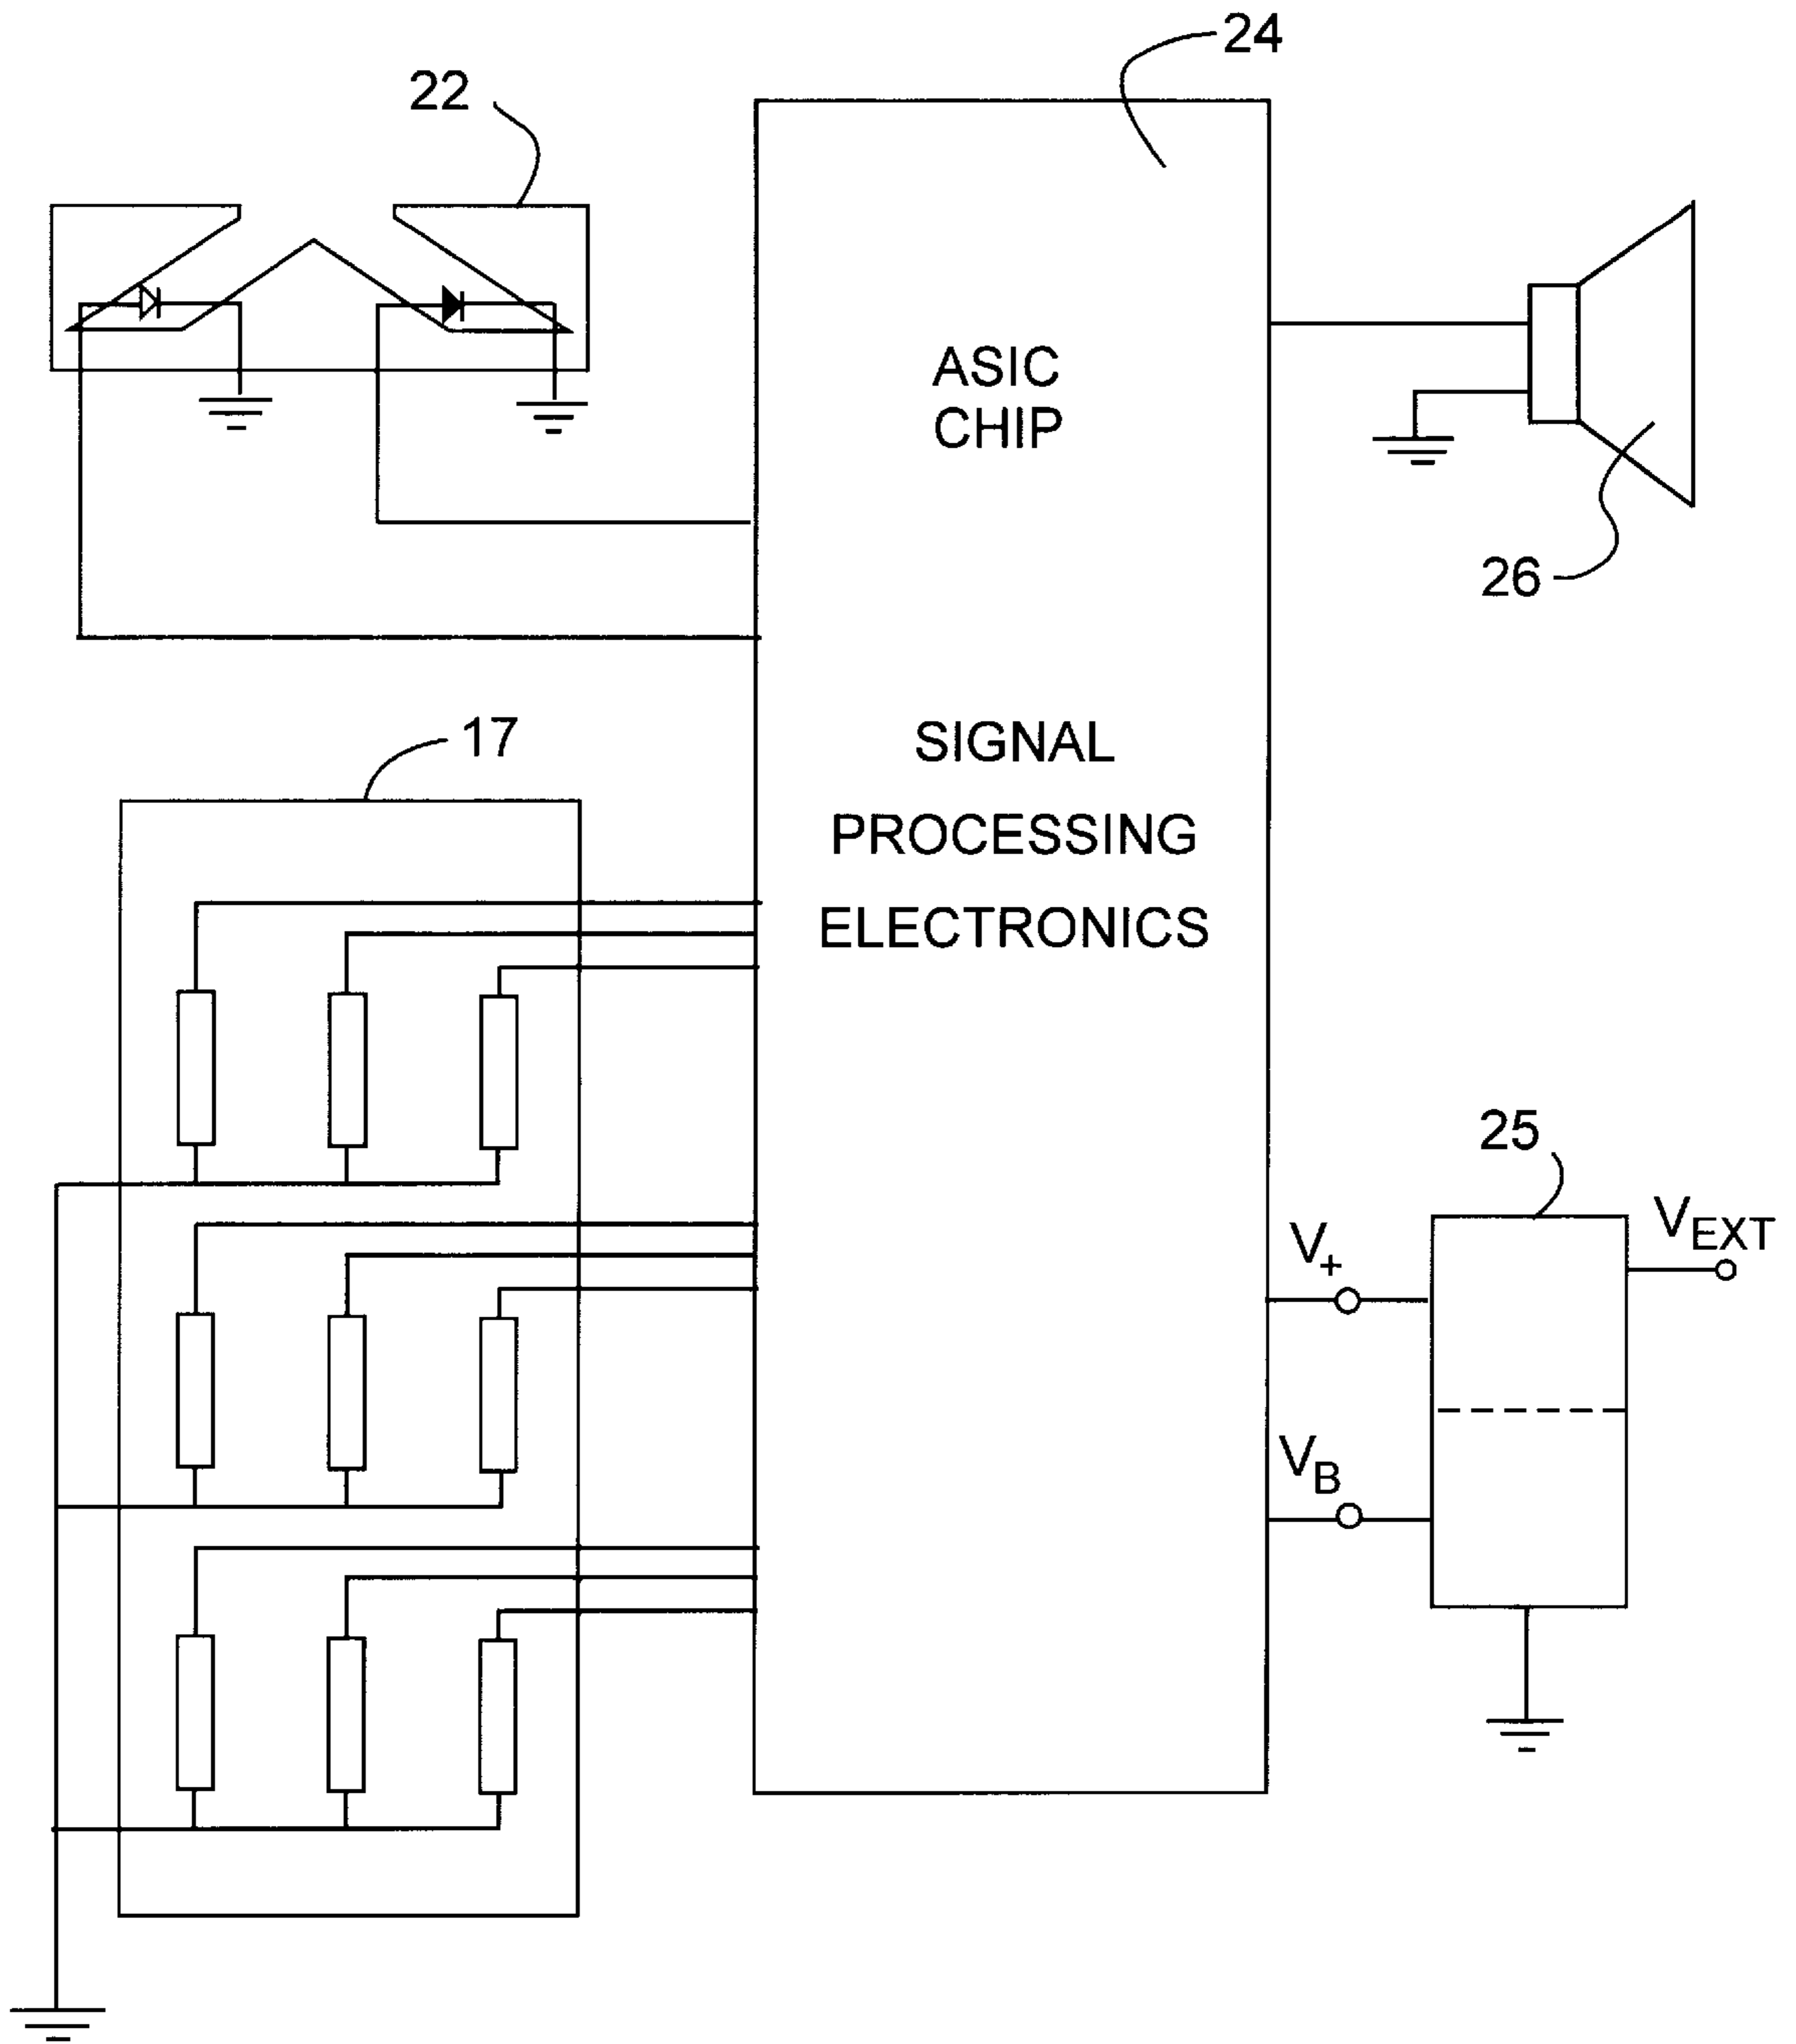 24
22
ASIC
CHIP
26
17
SIGNAL
PROCESSING
ELECTRONICS
25
VEXT
V+
VB